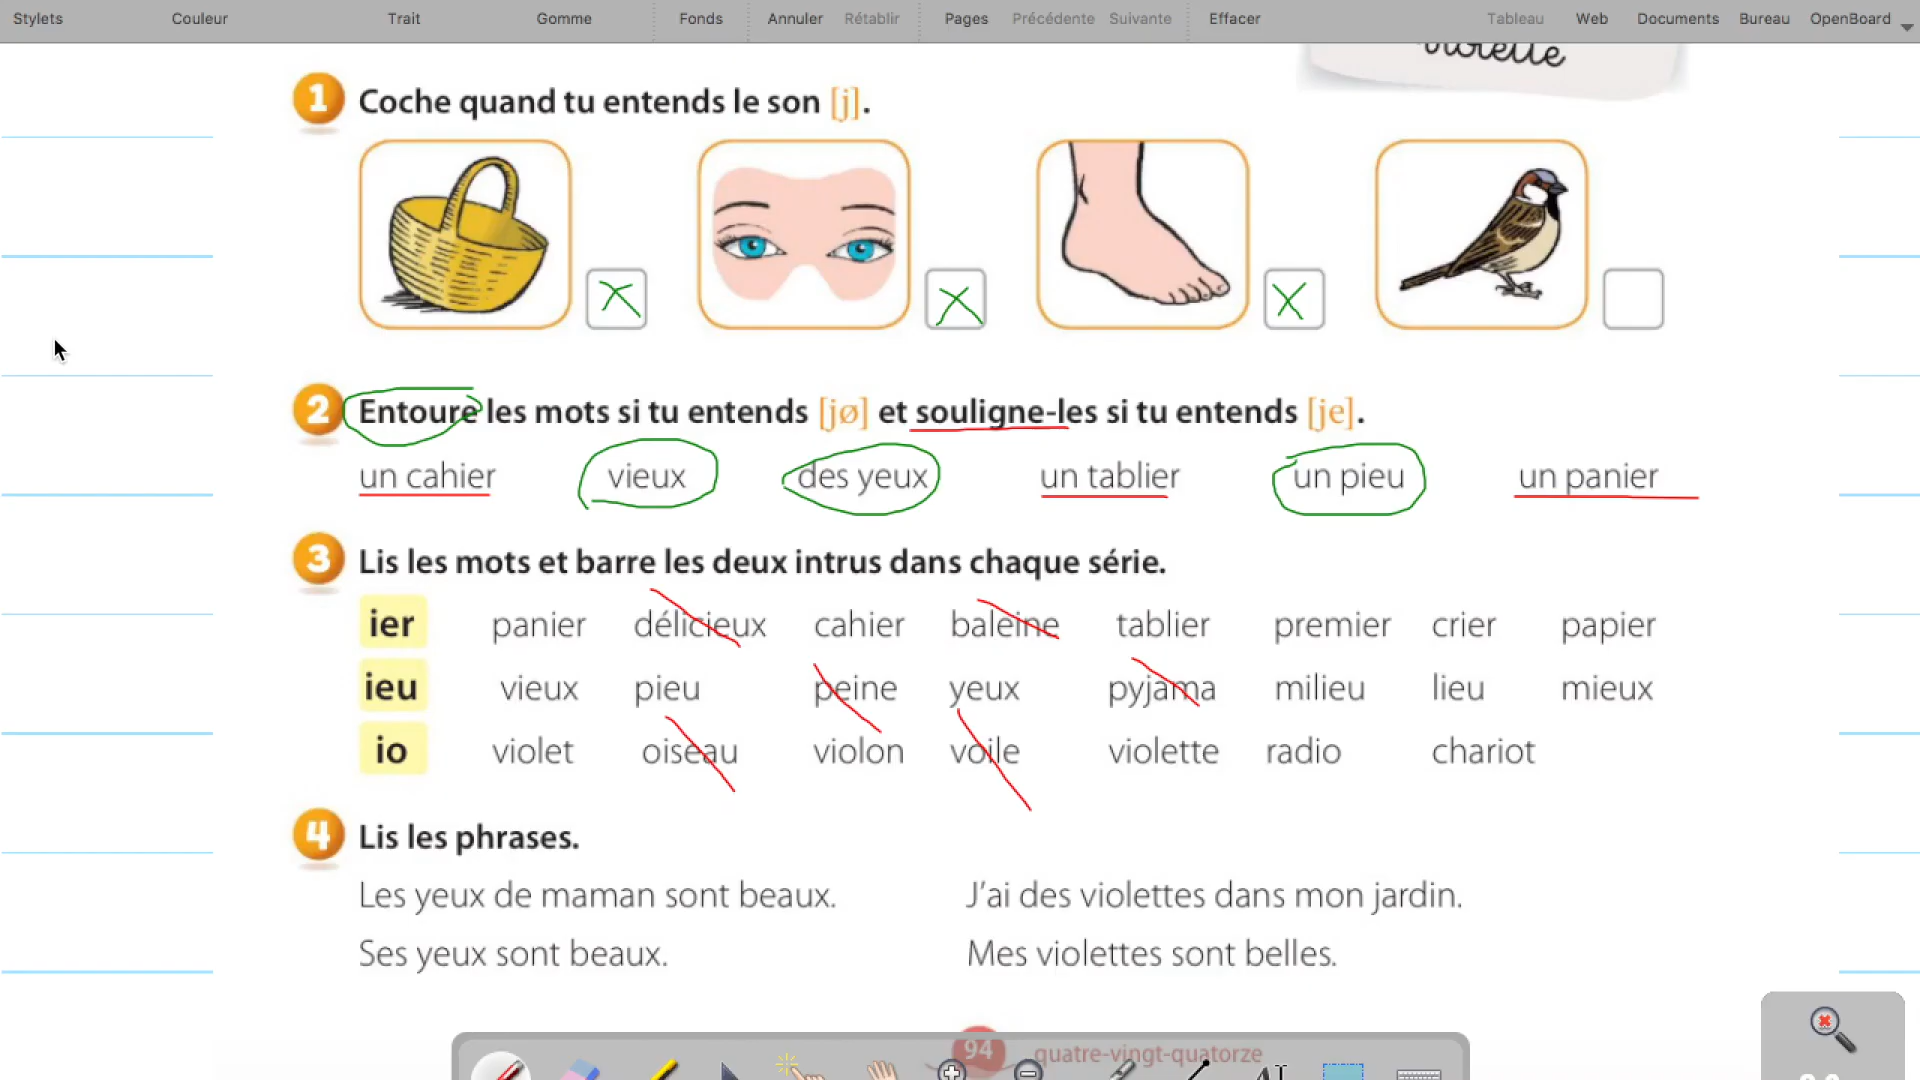 Stylets Couleur Trait Gomme Fonds Annuler Rétablir Pages Précédente Suivante Effacer Tableau Web Documents Bureau OpenBoard
violette
1 Coche quand tu entends le son [j].
2 Entoure les mots si tu entends [jø] et souligne-les si tu entends [je].
un cahier vieux des yeux un tablier un pieu un panier
3 Lis les mots et barre les deux intrus dans chaque série.
ier panier délicieux cahier baleine tablier premier crier papier
ieu vieux pieu peine yeux pyjama milieu lieu mieux
io violet oiseau violon voile violette radio chariot
4 Lis les phrases.
Les yeux de maman sont beaux. J'ai des violettes dans mon jardin.
Ses yeux sont beaux. Mes violettes sont belles.
94 quatre-vingt-quatorze